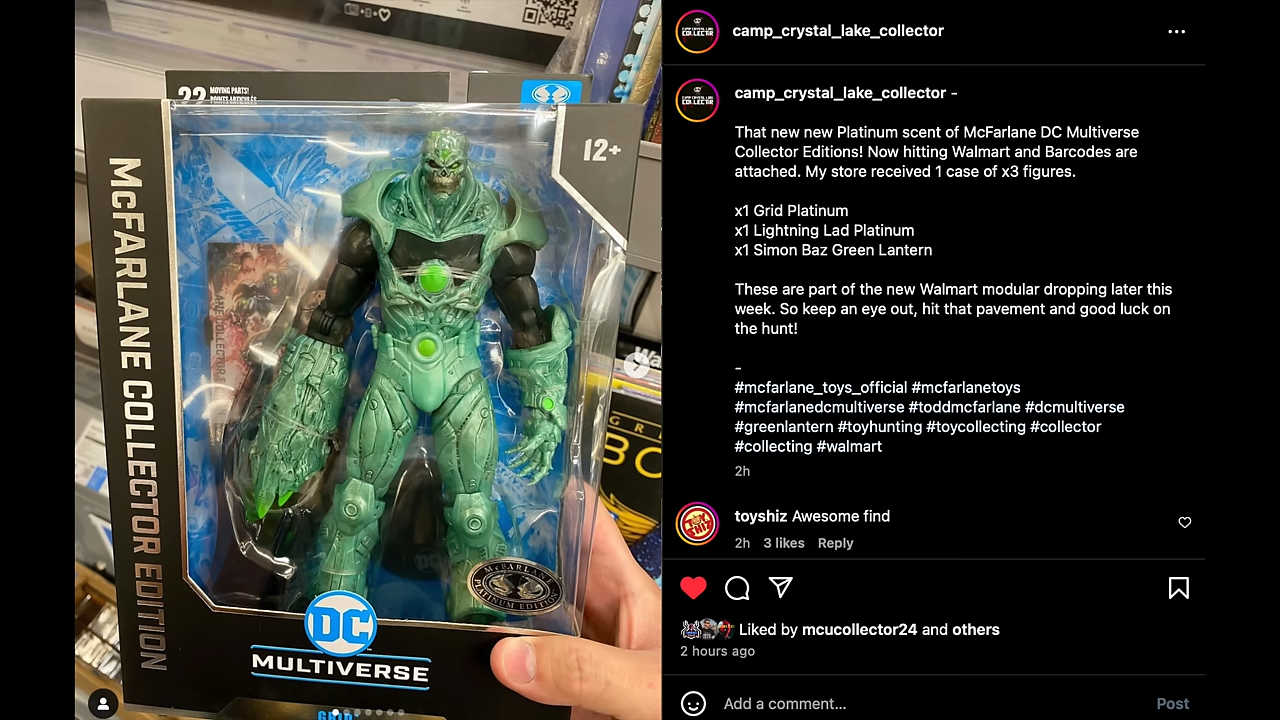 22 MOVING PARTS!
POINTS ARTICULÉS
12+
McFARLANE COLLECTOR EDITION
McFARLANE
PLATINUM EDITION
DC
MULTIVERSE
GRID
camp_crystal_lake_collector
camp_crystal_lake_collector -
That new new Platinum scent of McFarlane DC Multiverse
Collector Editions! Now hitting Walmart and Barcodes are
attached. My store received 1 case of x3 figures.
x1 Grid Platinum
x1 Lightning Lad Platinum
x1 Simon Baz Green Lantern
These are part of the new Walmart modular dropping later this
week. So keep an eye out, hit that pavement and good luck on
the hunt!
-
#mcfarlane_toys_official #mcfarlanetoys
#mcfarlanedcmultiverse #toddmcfarlane #dcmultiverse
#greenlantern #toyhunting #toycollecting #collector
#collecting #walmart
2h
toyshiz Awesome find
2h 3 likes Reply
Liked by mcucollector24 and others
2 hours ago
Add a comment... Post